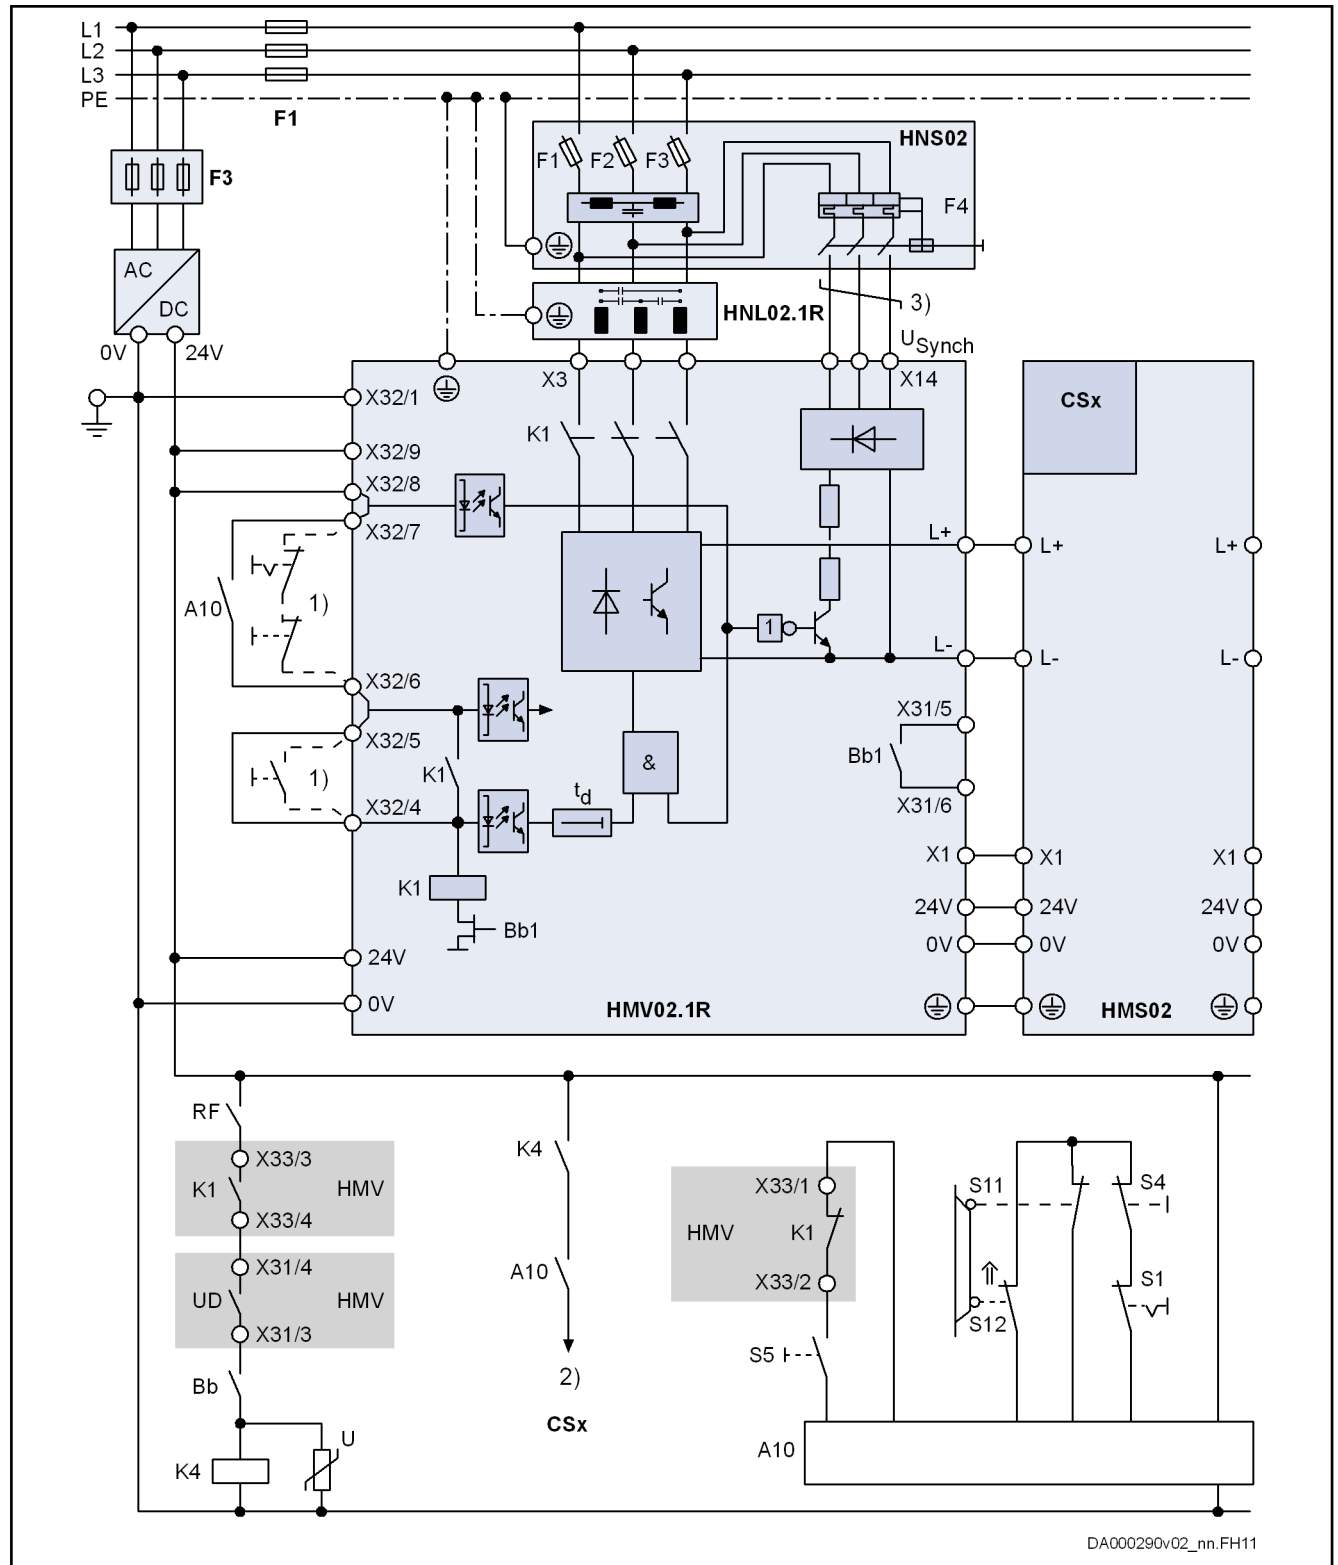 L1
L2
L3
PE
F1
HNS02
F1 F2 F3
F4
F3
AC
DC
0V 24V
HNL02.1R
3)
USynch
X3
X14
X32/1
CSx
K1
X32/9
X32/8
X32/7
L+ L+ L+
A10
1)
1
L- L- L-
X32/6
X31/5
X32/5
&
Bb1
K1
1)
td
X32/4
X31/6
X1 X1 X1
K1
24V 24V 24V
Bb1
0V 0V 0V
24V
0V
HMV02.1R
HMS02
RF
X33/3
K1 HMV
X33/4
X31/4
UD HMV
X31/3
Bb
U
K4
K4
A10
2)
CSx
X33/1
HMV K1
X33/2
S5
S11
S4
S1
S12
A10
DA000290v02_nn.FH11